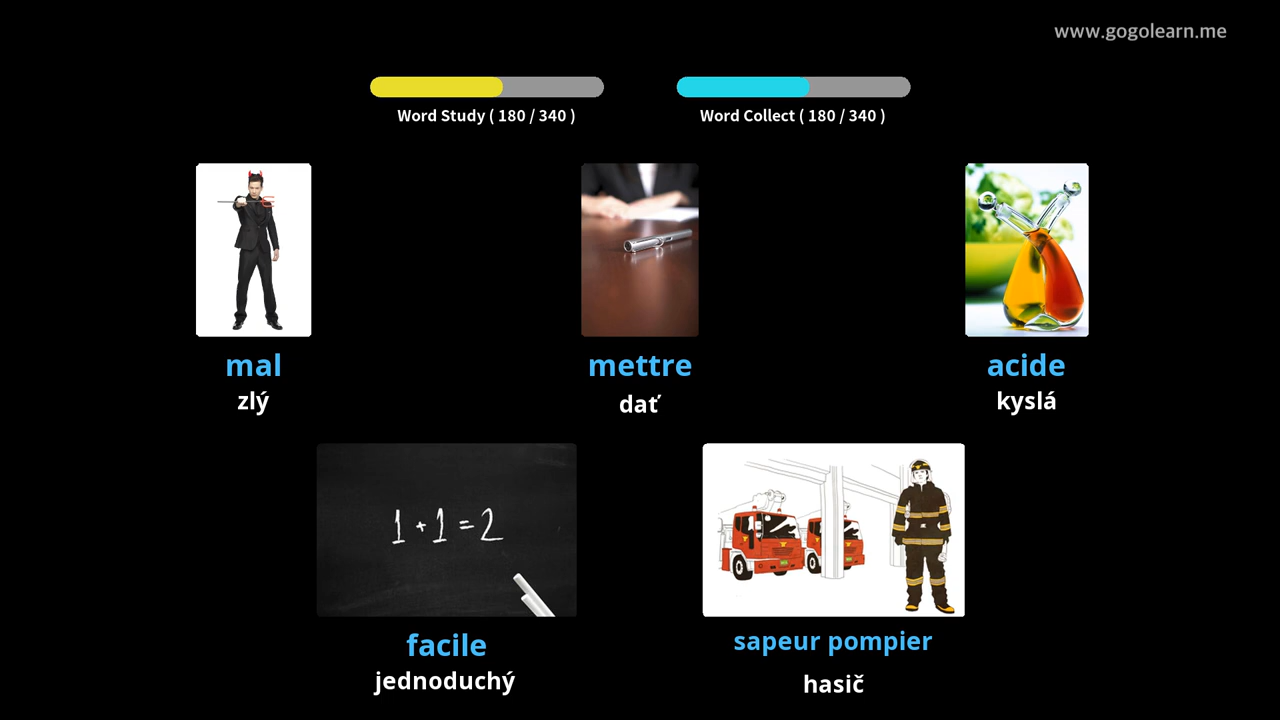 www.gogolearn.me
Word Study ( 180 / 340 )
Word Collect ( 180 / 340 )
mal
zlý
mettre
dať
acide
kyslá
1 + 1 = 2
facile
jednoduchý
sapeur pompier
hasič